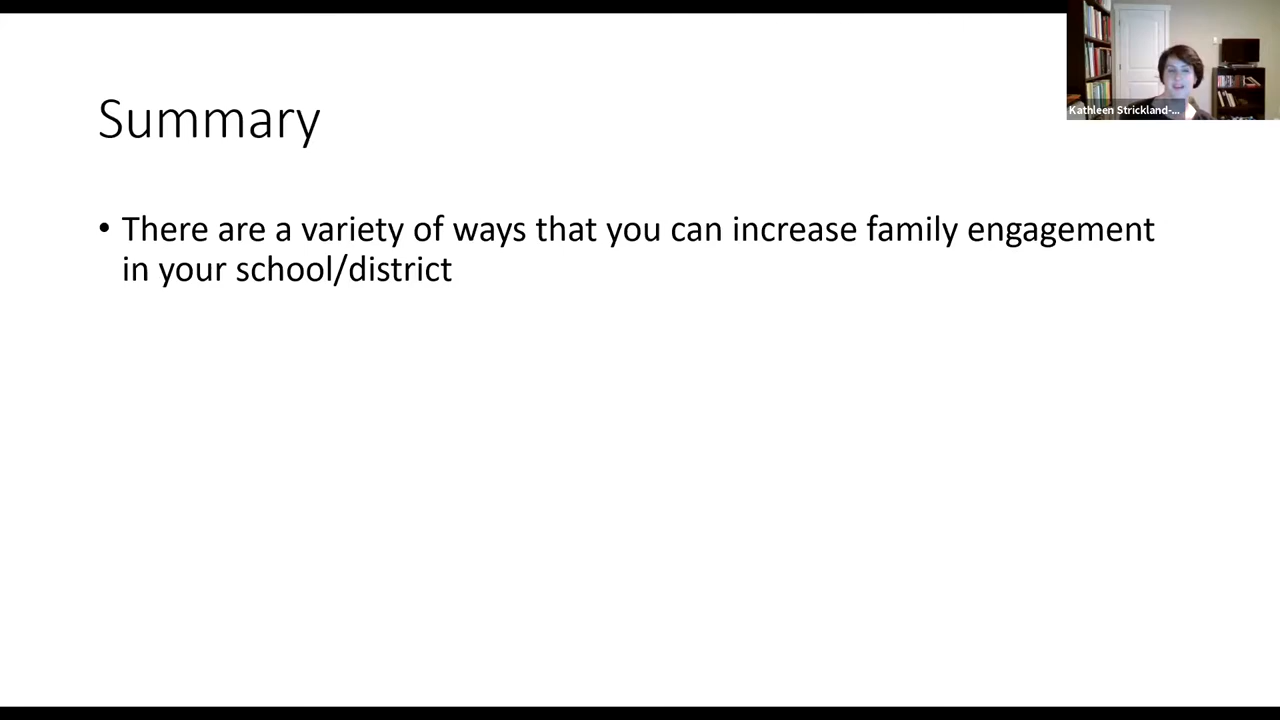 Kathleen Strickland-...
Summary
• There are a variety of ways that you can increase family engagement
in your school/district